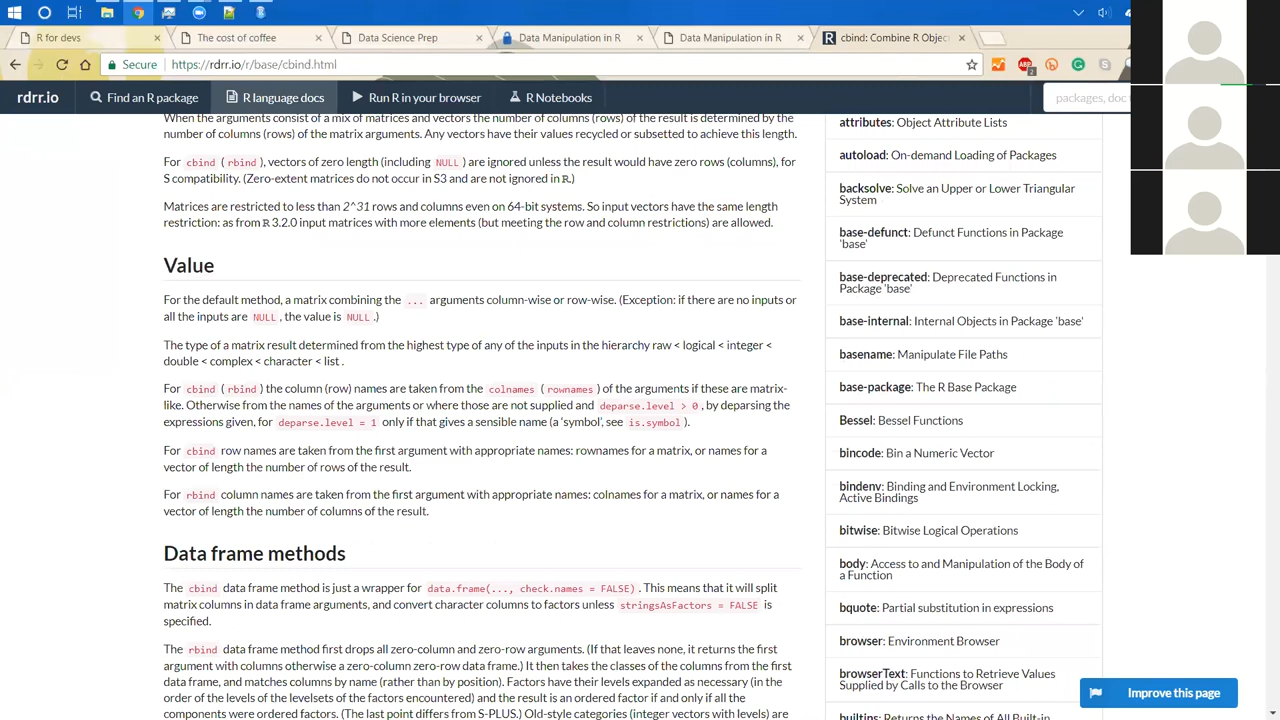 R for devs
The cost of coffee
Data Science Prep
Data Manipulation in R
Data Manipulation in R
cbind: Combine R Objec
Secure
https://rdrr.io/r/base/cbind.html
2
rdrr.io
Find an R package
R language docs
Run R in your browser
R Notebooks
packages, doc t
When the arguments consist of a mix of matrices and vectors the number of columns (rows) of the result is determined by the
number of columns (rows) of the matrix arguments. Any vectors have their values recycled or subsetted to achieve this length.
For cbind (rbind), vectors of zero length (including NULL) are ignored unless the result would have zero rows (columns), for
S compatibility. (Zero-extent matrices do not occur in S3 and are not ignored in R.)
Matrices are restricted to less than 2^31 rows and columns even on 64-bit systems. So input vectors have the same length
restriction: as from R 3.2.0 input matrices with more elements (but meeting the row and column restrictions) are allowed.
Value
For the default method, a matrix combining the ... arguments column-wise or row-wise. (Exception: if there are no inputs or
all the inputs are NULL, the value is NULL.)
The type of a matrix result determined from the highest type of any of the inputs in the hierarchy raw < logical < integer <
double < complex < character < list .
For cbind (rbind) the column (row) names are taken from the colnames (rownames) of the arguments if these are matrix-
like. Otherwise from the names of the arguments or where those are not supplied and deparse.level > 0, by deparsing the
expressions given, for deparse.level = 1 only if that gives a sensible name (a 'symbol', see is.symbol).
For cbind row names are taken from the first argument with appropriate names: rownames for a matrix, or names for a
vector of length the number of rows of the result.
For rbind column names are taken from the first argument with appropriate names: colnames for a matrix, or names for a
vector of length the number of columns of the result.
Data frame methods
The cbind data frame method is just a wrapper for data.frame(..., check.names = FALSE). This means that it will split
matrix columns in data frame arguments, and convert character columns to factors unless stringsAsFactors = FALSE is
specified.
The rbind data frame method first drops all zero-column and zero-row arguments. (If that leaves none, it returns the first
argument with columns otherwise a zero-column zero-row data frame.) It then takes the classes of the columns from the first
data frame, and matches columns by name (rather than by position). Factors have their levels expanded as necessary (in the
order of the levels of the levelsets of the factors encountered) and the result is an ordered factor if and only if all the
components were ordered factors. (The last point differs from S-PLUS.) Old-style categories (integer vectors with levels) are
attributes: Object Attribute Lists
autoload: On-demand Loading of Packages
backsolve: Solve an Upper or Lower Triangular
System
base-defunct: Defunct Functions in Package
'base'
base-deprecated: Deprecated Functions in
Package 'base'
base-internal: Internal Objects in Package 'base'
basename: Manipulate File Paths
base-package: The R Base Package
Bessel: Bessel Functions
bincode: Bin a Numeric Vector
bindenv: Binding and Environment Locking,
Active Bindings
bitwise: Bitwise Logical Operations
body: Access to and Manipulation of the Body of
a Function
bquote: Partial substitution in expressions
browser: Environment Browser
browserText: Functions to Retrieve Values
Supplied by Calls to the Browser
builtins: Returns the Names of All Built-in
Improve this page